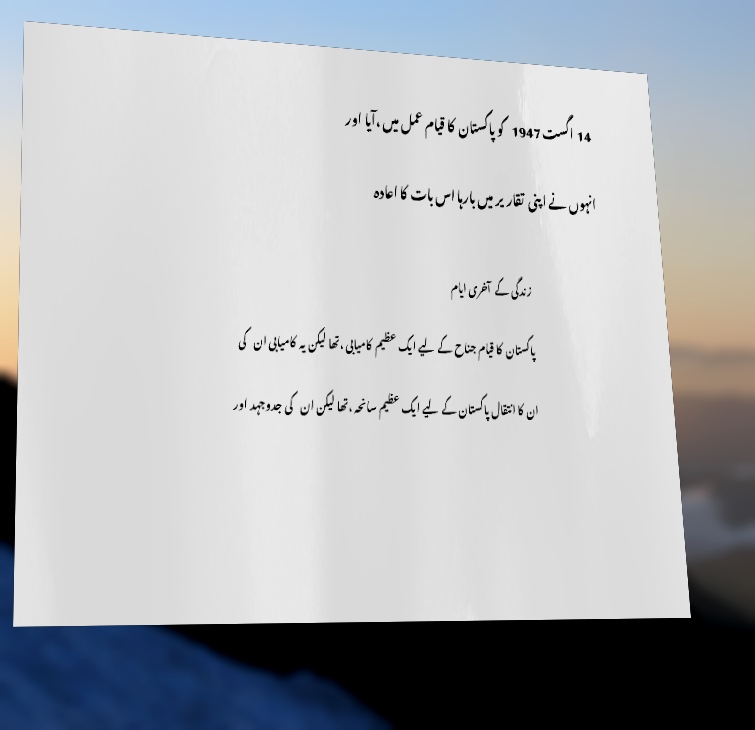 14 اگست 1947 کو پاکستان کا قیام عمل میں ،آیا اور
انہوں نے اپنی تقاریر میں بارہا اس بات کا اعادہ
زندگی کے آخری ایام
پاکستان کا قیام جناح کے لیے ایک عظیم کامیابی ،تھا لیکن یہ کامیابی ان کی
ان کا انتقال پاکستان کے لیے ایک عظیم سانحہ ،تھا لیکن ان کی جدوجہد اور